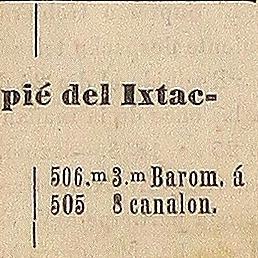 pié del Ixtac-
506.m 3.m Barom. á
505 8 canalon.